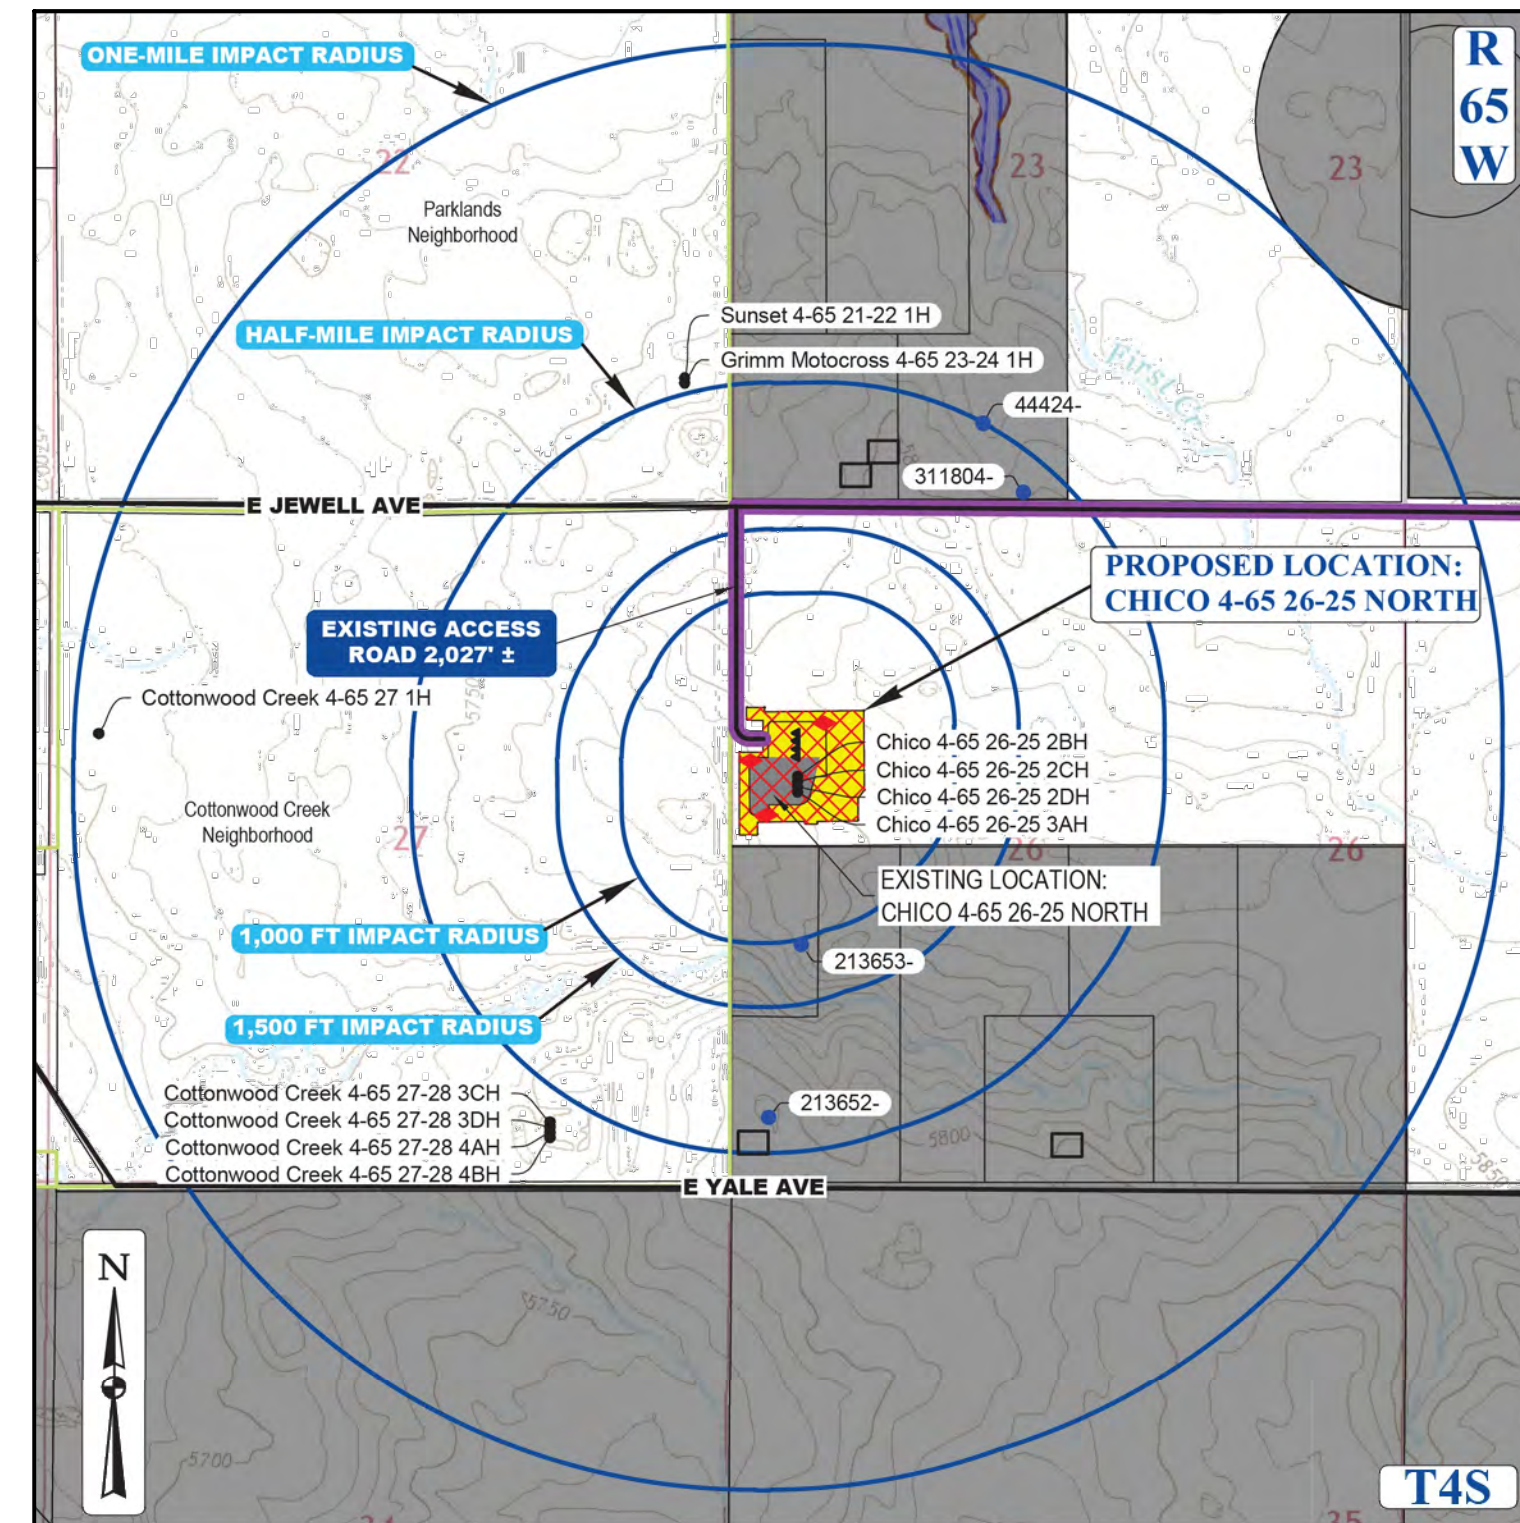 ONE-MILE IMPACT RADIUS
R
65
W
22
23
23
Parklands
Neighborhood
HALF-MILE IMPACT RADIUS
Sunset 4-65 21-22 1H
Grimm Motocross 4-65 23-24 1H
First Cr
44424-
311804-
E JEWELL AVE
PROPOSED LOCATION:
CHICO 4-65 26-25 NORTH
EXISTING ACCESS
ROAD 2,027' ±
5750
Cottonwood Creek 4-65 27 1H
Chico 4-65 26-25 2BH
Chico 4-65 26-25 2CH
Chico 4-65 26-25 2DH
Chico 4-65 26-25 3AH
Cottonwood Creek
Neighborhood
27
26
26
EXISTING LOCATION:
CHICO 4-65 26-25 NORTH
1,000 FT IMPACT RADIUS
213653-
1,500 FT IMPACT RADIUS
Cottonwood Creek 4-65 27-28 3CH
Cottonwood Creek 4-65 27-28 3DH
Cottonwood Creek 4-65 27-28 4AH
Cottonwood Creek 4-65 27-28 4BH
213652-
5800
5850
E YALE AVE
N
5750
5700
T4S